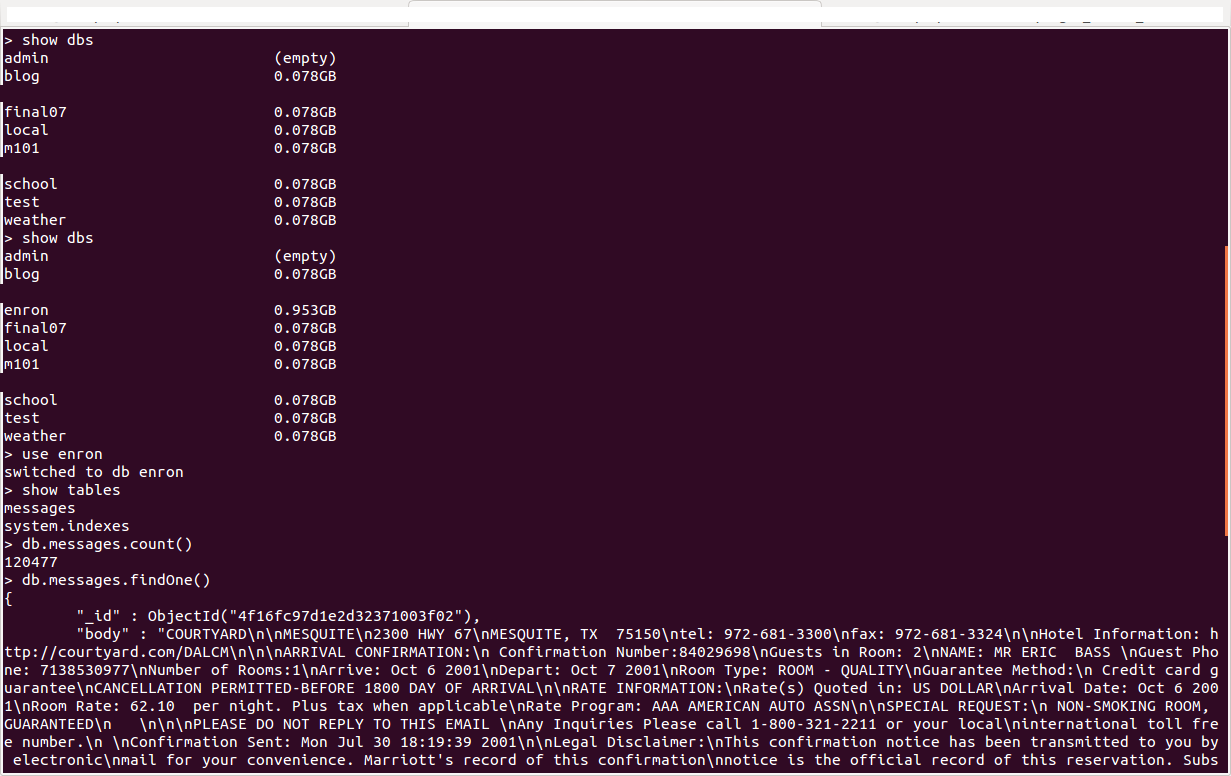 > show dbs
admin                         (empty)
blog                          0.078GB
final07                       0.078GB
local                         0.078GB
m101                          0.078GB
school                        0.078GB
test                          0.078GB
weather                       0.078GB
> show dbs
admin                         (empty)
blog                          0.078GB
enron                         0.953GB
final07                       0.078GB
local                         0.078GB
m101                          0.078GB
school                        0.078GB
test                          0.078GB
weather                       0.078GB
> use enron
switched to db enron
> show tables
messages
system.indexes
> db.messages.count()
120477
> db.messages.findOne()
{
        "_id" : ObjectId("4f16fc97d1e2d32371003f02"),
        "body" : "COURTYARD\n\nMESQUITE\n2300 HWY 67\nMESQUITE, TX  75150\ntel: 972-681-3300\nfax: 972-681-3324\n\nHotel Information: h
ttp://courtyard.com/DALCM\n\n\nARRIVAL CONFIRMATION:\n Confirmation Number:84029698\nGuests in Room: 2\nNAME: MR ERIC  BASS \nGuest Pho
ne: 7138530977\nNumber of Rooms:1\nArrive: Oct 6 2001\nDepart: Oct 7 2001\nRoom Type: ROOM - QUALITY\nGuarantee Method:\n Credit card g
uarantee\nCANCELLATION PERMITTED-BEFORE 1800 DAY OF ARRIVAL\n\nRATE INFORMATION:\nRate(s) Quoted in: US DOLLAR\nArrival Date: Oct 6 200
1\nRoom Rate: 62.10  per night. Plus tax when applicable\nRate Program: AAA AMERICAN AUTO ASSN\n\nSPECIAL REQUEST:\n NON-SMOKING ROOM,
GUARANTEED\n   \n\n\nPLEASE DO NOT REPLY TO THIS EMAIL \nAny Inquiries Please call 1-800-321-2211 or your local\ninternational toll fre
e number.\n \nConfirmation Sent: Mon Jul 30 18:19:39 2001\n\nLegal Disclaimer:\nThis confirmation notice has been transmitted to you by
 electronic\nmail for your convenience. Marriott's record of this confirmation\nnotice is the official record of this reservation. Subs